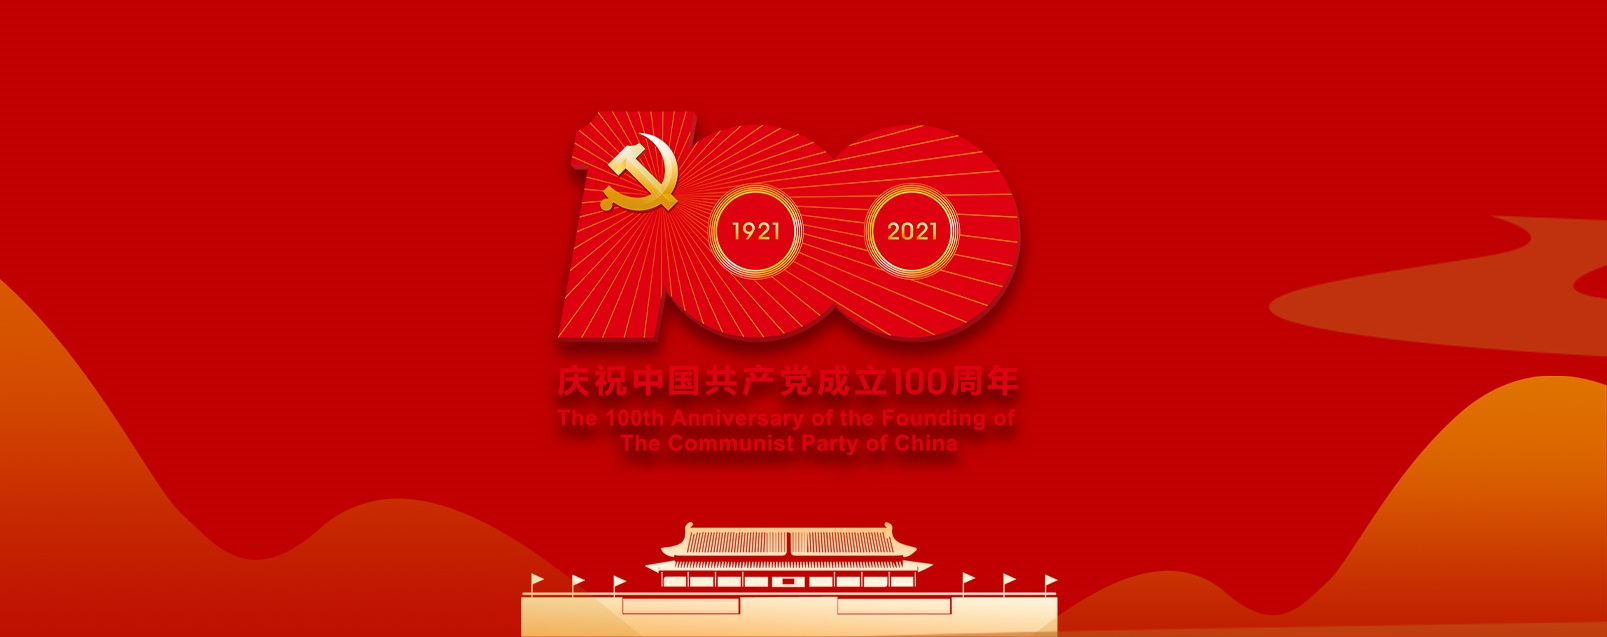 100
1921
2021
庆祝中国共产党成立100周年
The 100th Anniversary of the Founding of
The Communist Party of China